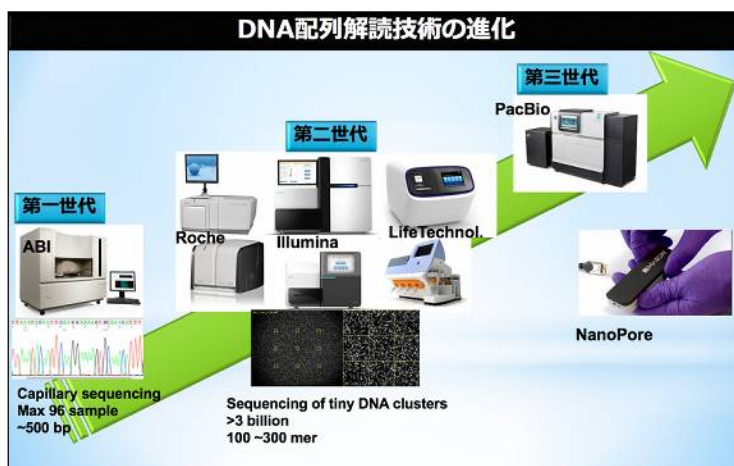 DNA配列解読技術の進化
第三世代
PacBio
第二世代
第一世代
ABI
Roche
Illumina
LifeTechnol.
NanoPore
Capillary sequencing
Max 96 sample
~500 bp
Sequencing of tiny DNA clusters
>3 billion
100 ~300 mer